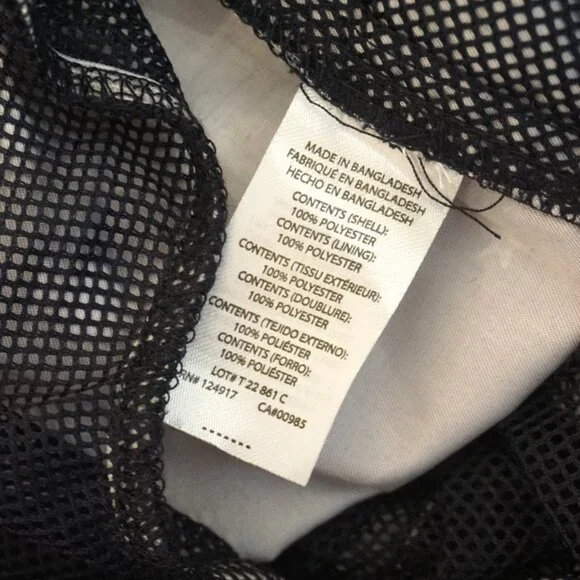 MADE IN BANGLADESH
FABRIQUÉ EN BANGLADESH
HECHO EN BANGLADESH
CONTENTS (SHELL):
100% POLYESTER
CONTENTS (LINING):
100% POLYESTER
CONTENTS (TISSU EXTÉRIEUR):
100% POLYESTER
CONTENTS (DOUBLURE):
100% POLYESTER
CONTENTS (TEJIDO EXTERNO):
100% POLIÉSTER
CONTENTS (FORRO):
100% POLIÉSTER
LOT# T 22 861 C
RN# 124917 CA#00985